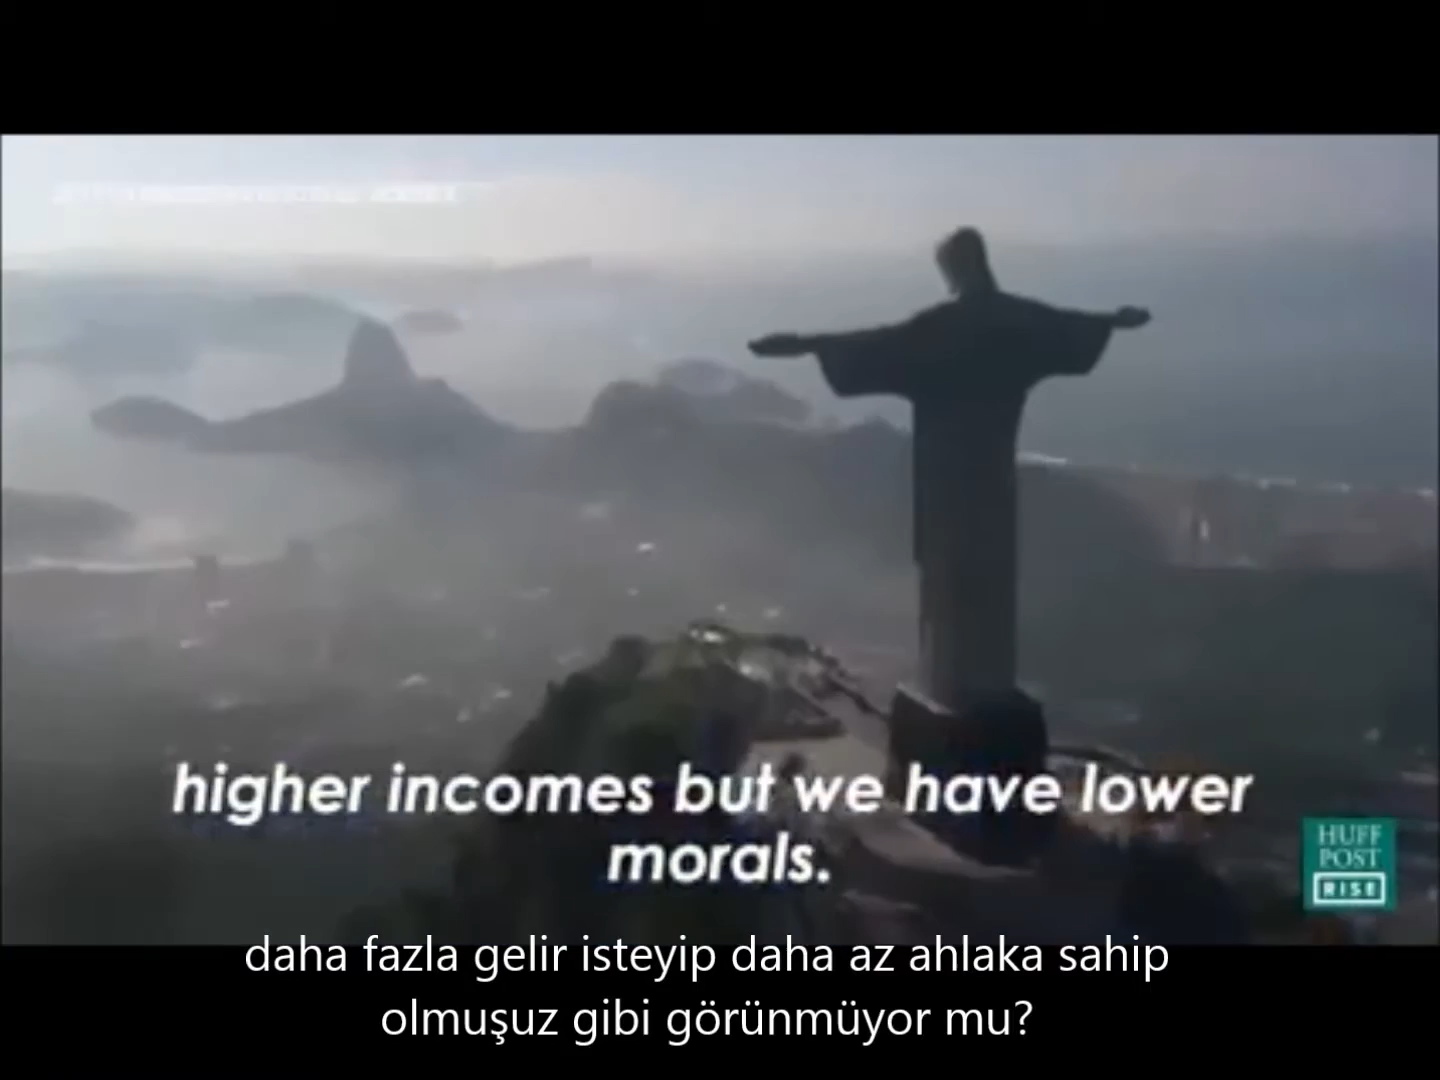 higher incomes but we have lower
morals.
HUFF
POST
RISE
daha fazla gelir isteyip daha az ahlaka sahip
olmuşuz gibi görünmüyor mu?